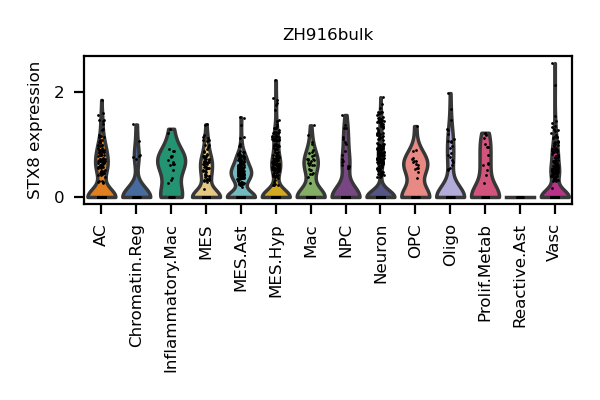 ZH916bulk
STX8 expression
2
0
AC
Chromatin.Reg
Inflammatory.Mac
MES
MES.Ast
MES.Hyp
Mac
NPC
Neuron
OPC
Oligo
Prolif.Metab
Reactive.Ast
Vasc